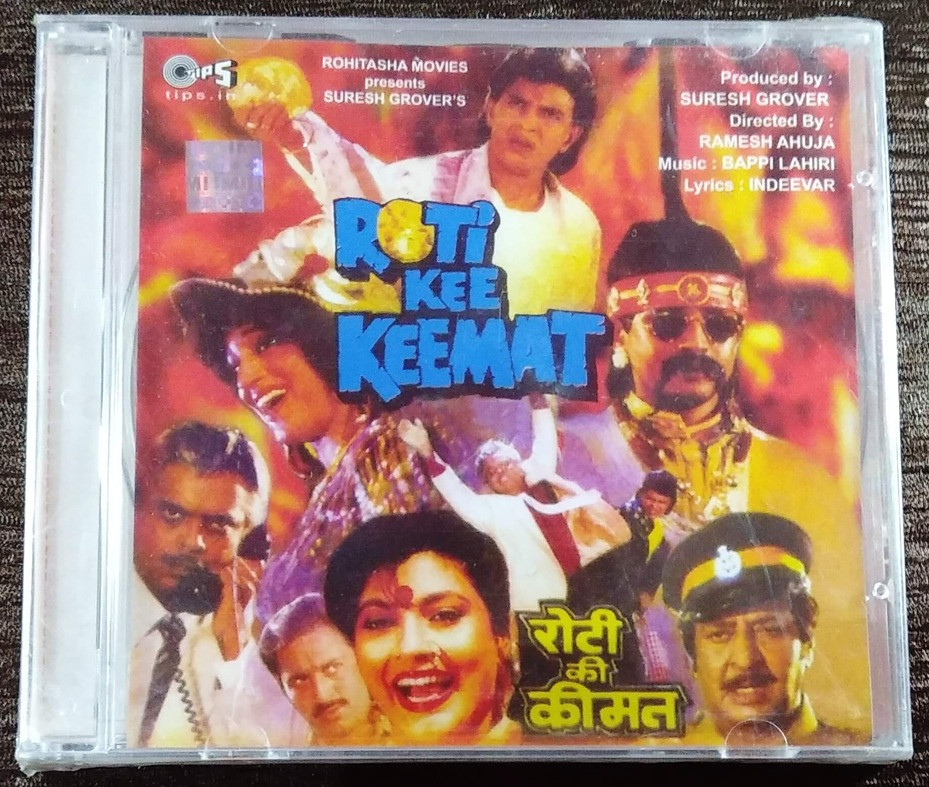 TIPS
tips.in
ROHITASHA MOVIES
presents
SURESH GROVER'S
Produced by :
SURESH GROVER
Directed By :
RAMESH AHUJA
Music : BAPPI LAHIRI
Lyrics : INDEEVAR
ROTI
KEE
KEEMAT
रोटी
की
कीमत